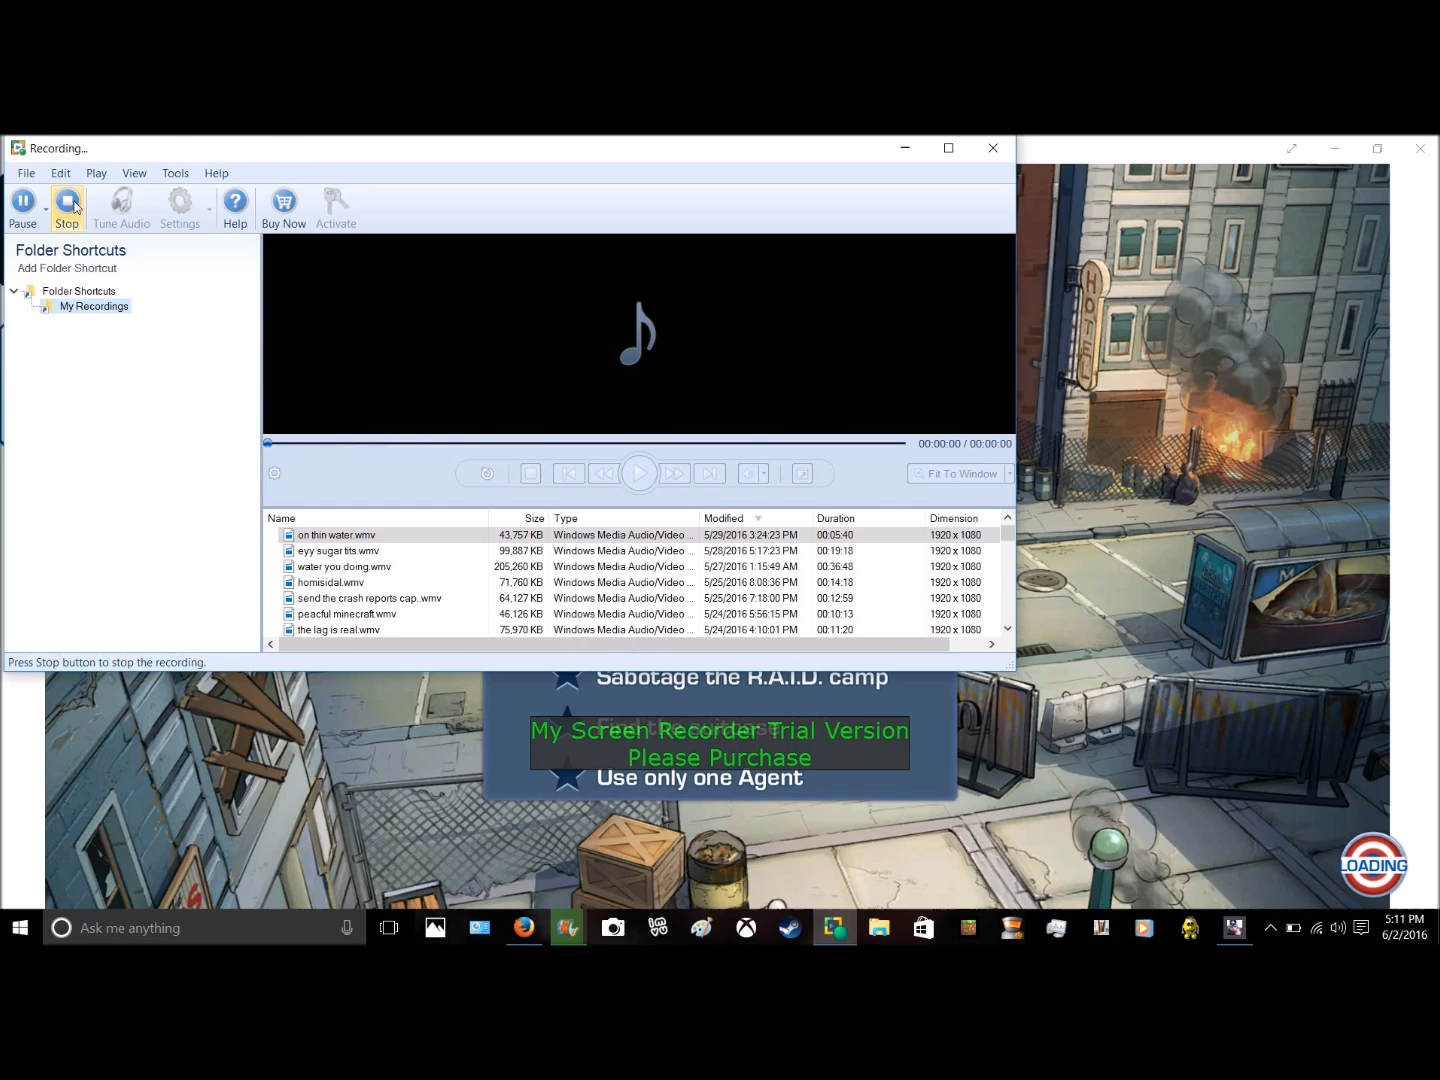 Recording...
File Edit Play View Tools Help
Pause Stop Tune Audio Settings Help Buy Now Activate
Folder Shortcuts
Add Folder Shortcut
Folder Shortcuts
My Recordings
00:00:00 / 00:00:00
Fit To Window
Name Size Type Modified Duration Dimension
on thin water.wmv 43,757 KB Windows Media Audio/Video ... 5/29/2016 3:24:23 PM 00:05:40 1920 x 1080
eyy sugar tits.wmv 99,887 KB Windows Media Audio/Video ... 5/28/2016 5:17:23 PM 00:19:18 1920 x 1080
water you doing.wmv 205,260 KB Windows Media Audio/Video ... 5/27/2016 1:15:49 AM 00:36:48 1920 x 1080
homisidal.wmv 71,760 KB Windows Media Audio/Video ... 5/25/2016 8:08:36 PM 00:14:18 1920 x 1080
send the crash reports cap..wmv 64,127 KB Windows Media Audio/Video ... 5/25/2016 7:18:00 PM 00:12:59 1920 x 1080
peacful minecraft.wmv 46,126 KB Windows Media Audio/Video ... 5/24/2016 5:56:15 PM 00:10:13 1920 x 1080
the lag is real.wmv 75,970 KB Windows Media Audio/Video ... 5/24/2016 4:10:01 PM 00:11:20 1920 x 1080
Press Stop button to stop the recording.
HOTEL
Sabotage the R.A.I.D. camp
Find the suitcase
My Screen Recorder Trial Version
Please Purchase
Use only one Agent
LOADING
Ask me anything
5:11 PM
6/2/2016